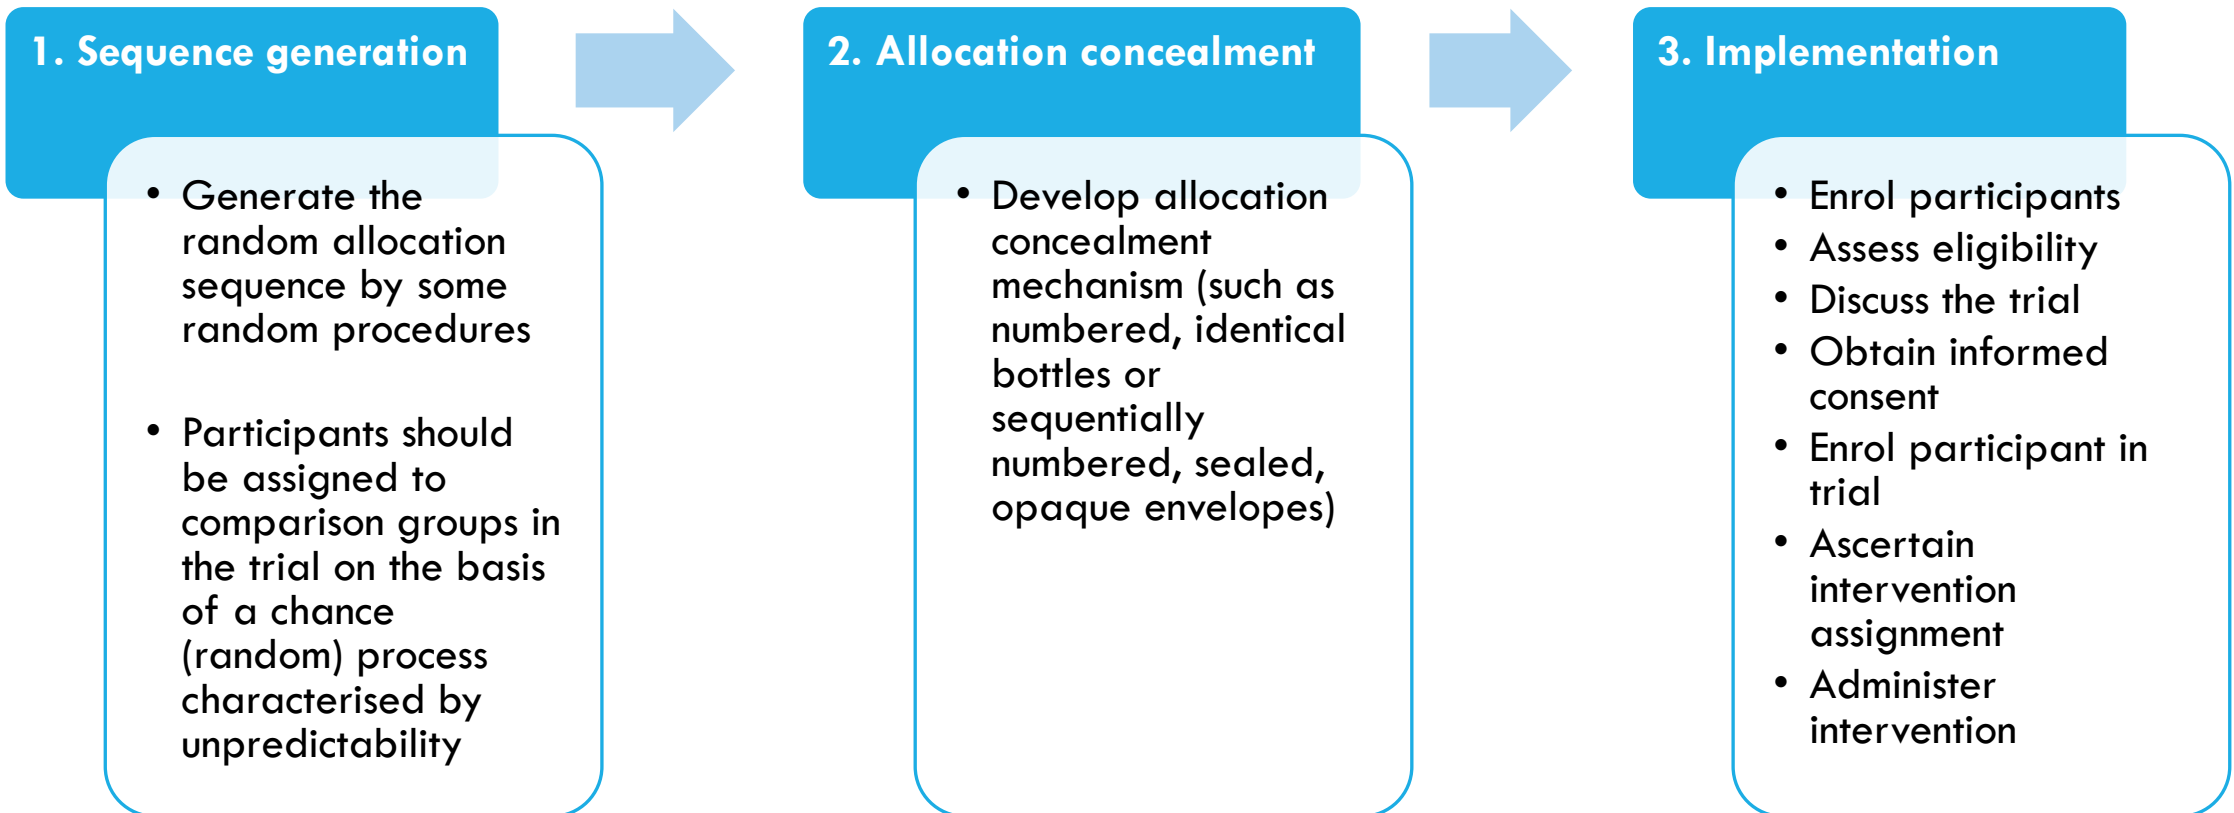 1. Sequence generation
• Generate the
random allocation
sequence by some
random procedures
• Participants should
be assigned to
comparison groups in
the trial on the basis
of a chance
(random) process
characterised by
unpredictability
2. Allocation concealment
• Develop allocation
concealment
mechanism (such as
numbered, identical
bottles or
sequentially
numbered, sealed,
opaque envelopes)
3. Implementation
• Enrol participants
• Assess eligibility
• Discuss the trial
• Obtain informed
consent
• Enrol participant in
trial
• Ascertain
intervention
assignment
• Administer
intervention